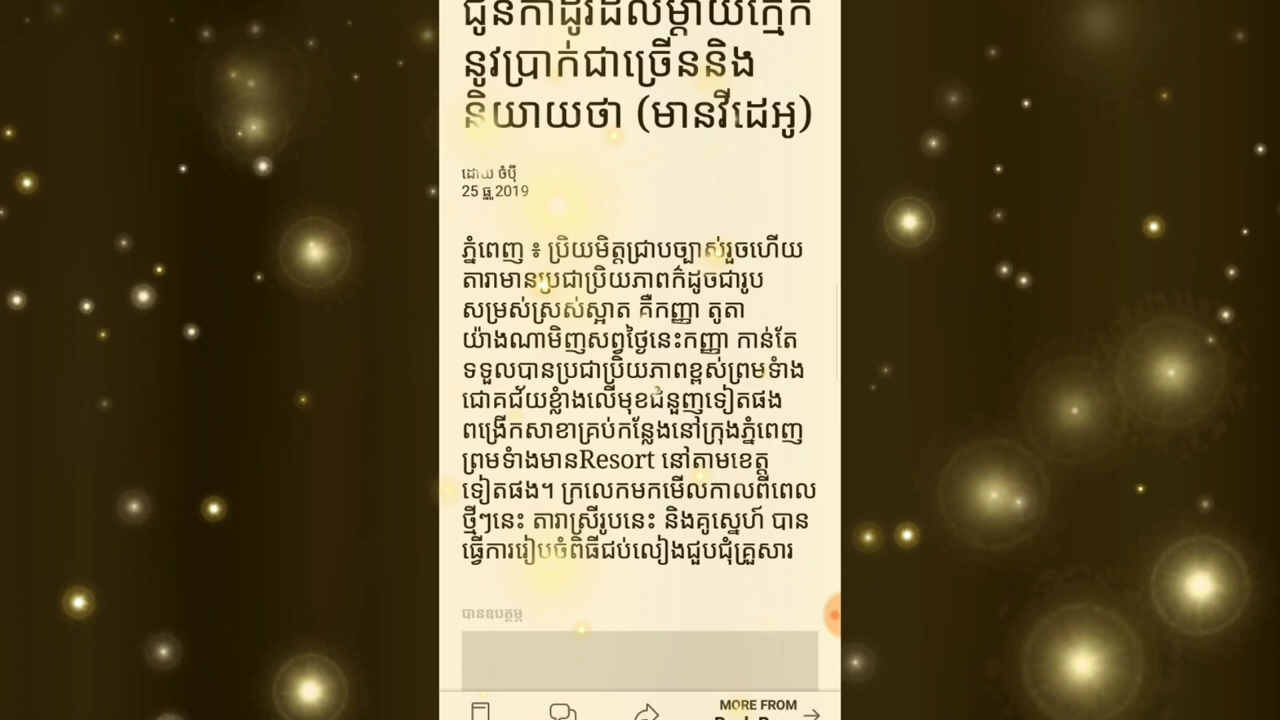 ជូនកាដូរដល់ម្តាយក្មេក
នូវប្រាក់ជាច្រើននិង
និយាយថា (មានវីដេអូ)
ដោយ ចំប៉ី
25 ធ្នូ 2019
ភ្នំពេញ ៖ ប្រិយមិត្តជ្រាបច្បាស់រួចហើយ
តារាមានប្រជាប្រិយភាពក៌ដូចជារូប
សម្រស់ស្រស់ស្អាត គឺកញ្ញា តូតា
យ៉ាងណាមិញសព្វថ្ងៃនេះកញ្ញា កាន់តែ
ទទួលបានប្រជាប្រិយភាពខ្ពស់ព្រមទំាង
ជោគជ័យខ្លំាងលើមុខជំនួញទៀតផង
ពង្រើកសាខាគ្រប់កន្លែងនៅក្រុងភ្នំពេញ
ព្រមទំាងមានResort នៅតាមខេត្ត
ទៀតផង។ ក្រលេកមកមើលកាលពីពេល
ថ្មីៗនេះ តារាស្រីរូបនេះ និងគូស្នេហ៍ បាន
ធ្វើការរៀបចំពិធីជប់លៀងជួបជុំគ្រួសារ
បានឧបត្ថម្ភ
MORE FROM